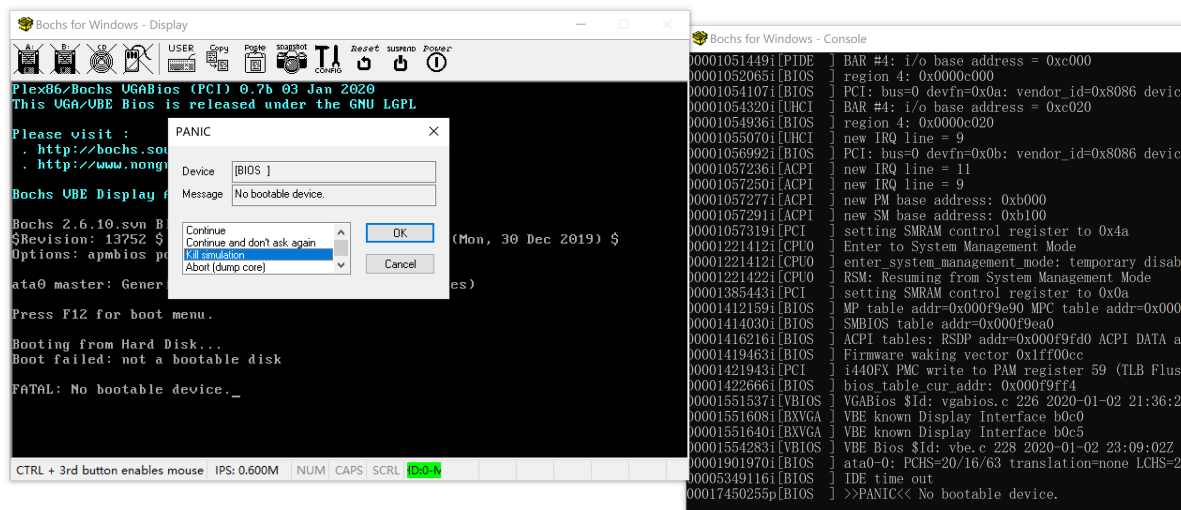 Bochs for Windows - Display
A: B: CD USER Copy Paste snapshot CONFIG Reset SUSPEND Power
Plex86/Bochs VGABios (PCI) 0.7b 03 Jan 2020
This VGA/VBE Bios is released under the GNU LGPL
Please visit :
. http://bochs.sou
. http://www.nongn
Bochs VBE Display A
Bochs 2.6.10.svn BI
$Revision: 13752 $ (Mon, 30 Dec 2019) $
Options: apmbios pc
ata0 master: Generi es)
Press F12 for boot menu.
Booting from Hard Disk...
Boot failed: not a bootable disk
FATAL: No bootable device._
PANIC
Device [BIOS ]
Message No bootable device.
Continue
Continue and don't ask again
Kill simulation
Abort (dump core)
OK
Cancel
CTRL + 3rd button enables mouse IPS: 0.600M NUM CAPS SCRL HD:0-M
Bochs for Windows - Console
00001051449i[PIDE ] BAR #4: i/o base address = 0xc000
00001052065i[BIOS ] region 4: 0x0000c000
00001054107i[BIOS ] PCI: bus=0 devfn=0x0a: vendor_id=0x8086 devic
00001054320i[UHCI ] BAR #4: i/o base address = 0xc020
00001054936i[BIOS ] region 4: 0x0000c020
00001055070i[UHCI ] new IRQ line = 9
00001056992i[BIOS ] PCI: bus=0 devfn=0x0b: vendor_id=0x8086 devic
00001057236i[ACPI ] new IRQ line = 11
00001057250i[ACPI ] new IRQ line = 9
00001057277i[ACPI ] new PM base address: 0xb000
00001057291i[ACPI ] new SM base address: 0xb100
00001057319i[PCI ] setting SMRAM control register to 0x4a
00001221412i[CPU0 ] Enter to System Management Mode
00001221412i[CPU0 ] enter_system_management_mode: temporary disab
00001221422i[CPU0 ] RSM: Resuming from System Management Mode
00001385443i[PCI ] setting SMRAM control register to 0x0a
00001412159i[BIOS ] MP table addr=0x000f9e90 MPC table addr=0x000
00001414030i[BIOS ] SMBIOS table addr=0x000f9ea0
00001416216i[BIOS ] ACPI tables: RSDP addr=0x000f9fd0 ACPI DATA a
00001419463i[BIOS ] Firmware waking vector 0x1ff00cc
00001421943i[PCI ] i440FX PMC write to PAM register 59 (TLB Flus
00001422666i[BIOS ] bios_table_cur_addr: 0x000f9ff4
00001551537i[VBIOS ] VGABios $Id: vgabios.c 226 2020-01-02 21:36:2
00001551608i[BXVGA ] VBE known Display Interface b0c0
00001551640i[BXVGA ] VBE known Display Interface b0c5
00001554283i[VBIOS ] VBE Bios $Id: vbe.c 228 2020-01-02 23:09:02Z
00001901970i[BIOS ] ata0-0: PCHS=20/16/63 translation=none LCHS=2
00005349116i[BIOS ] IDE time out
00017450255p[BIOS ] >>PANIC<< No bootable device.